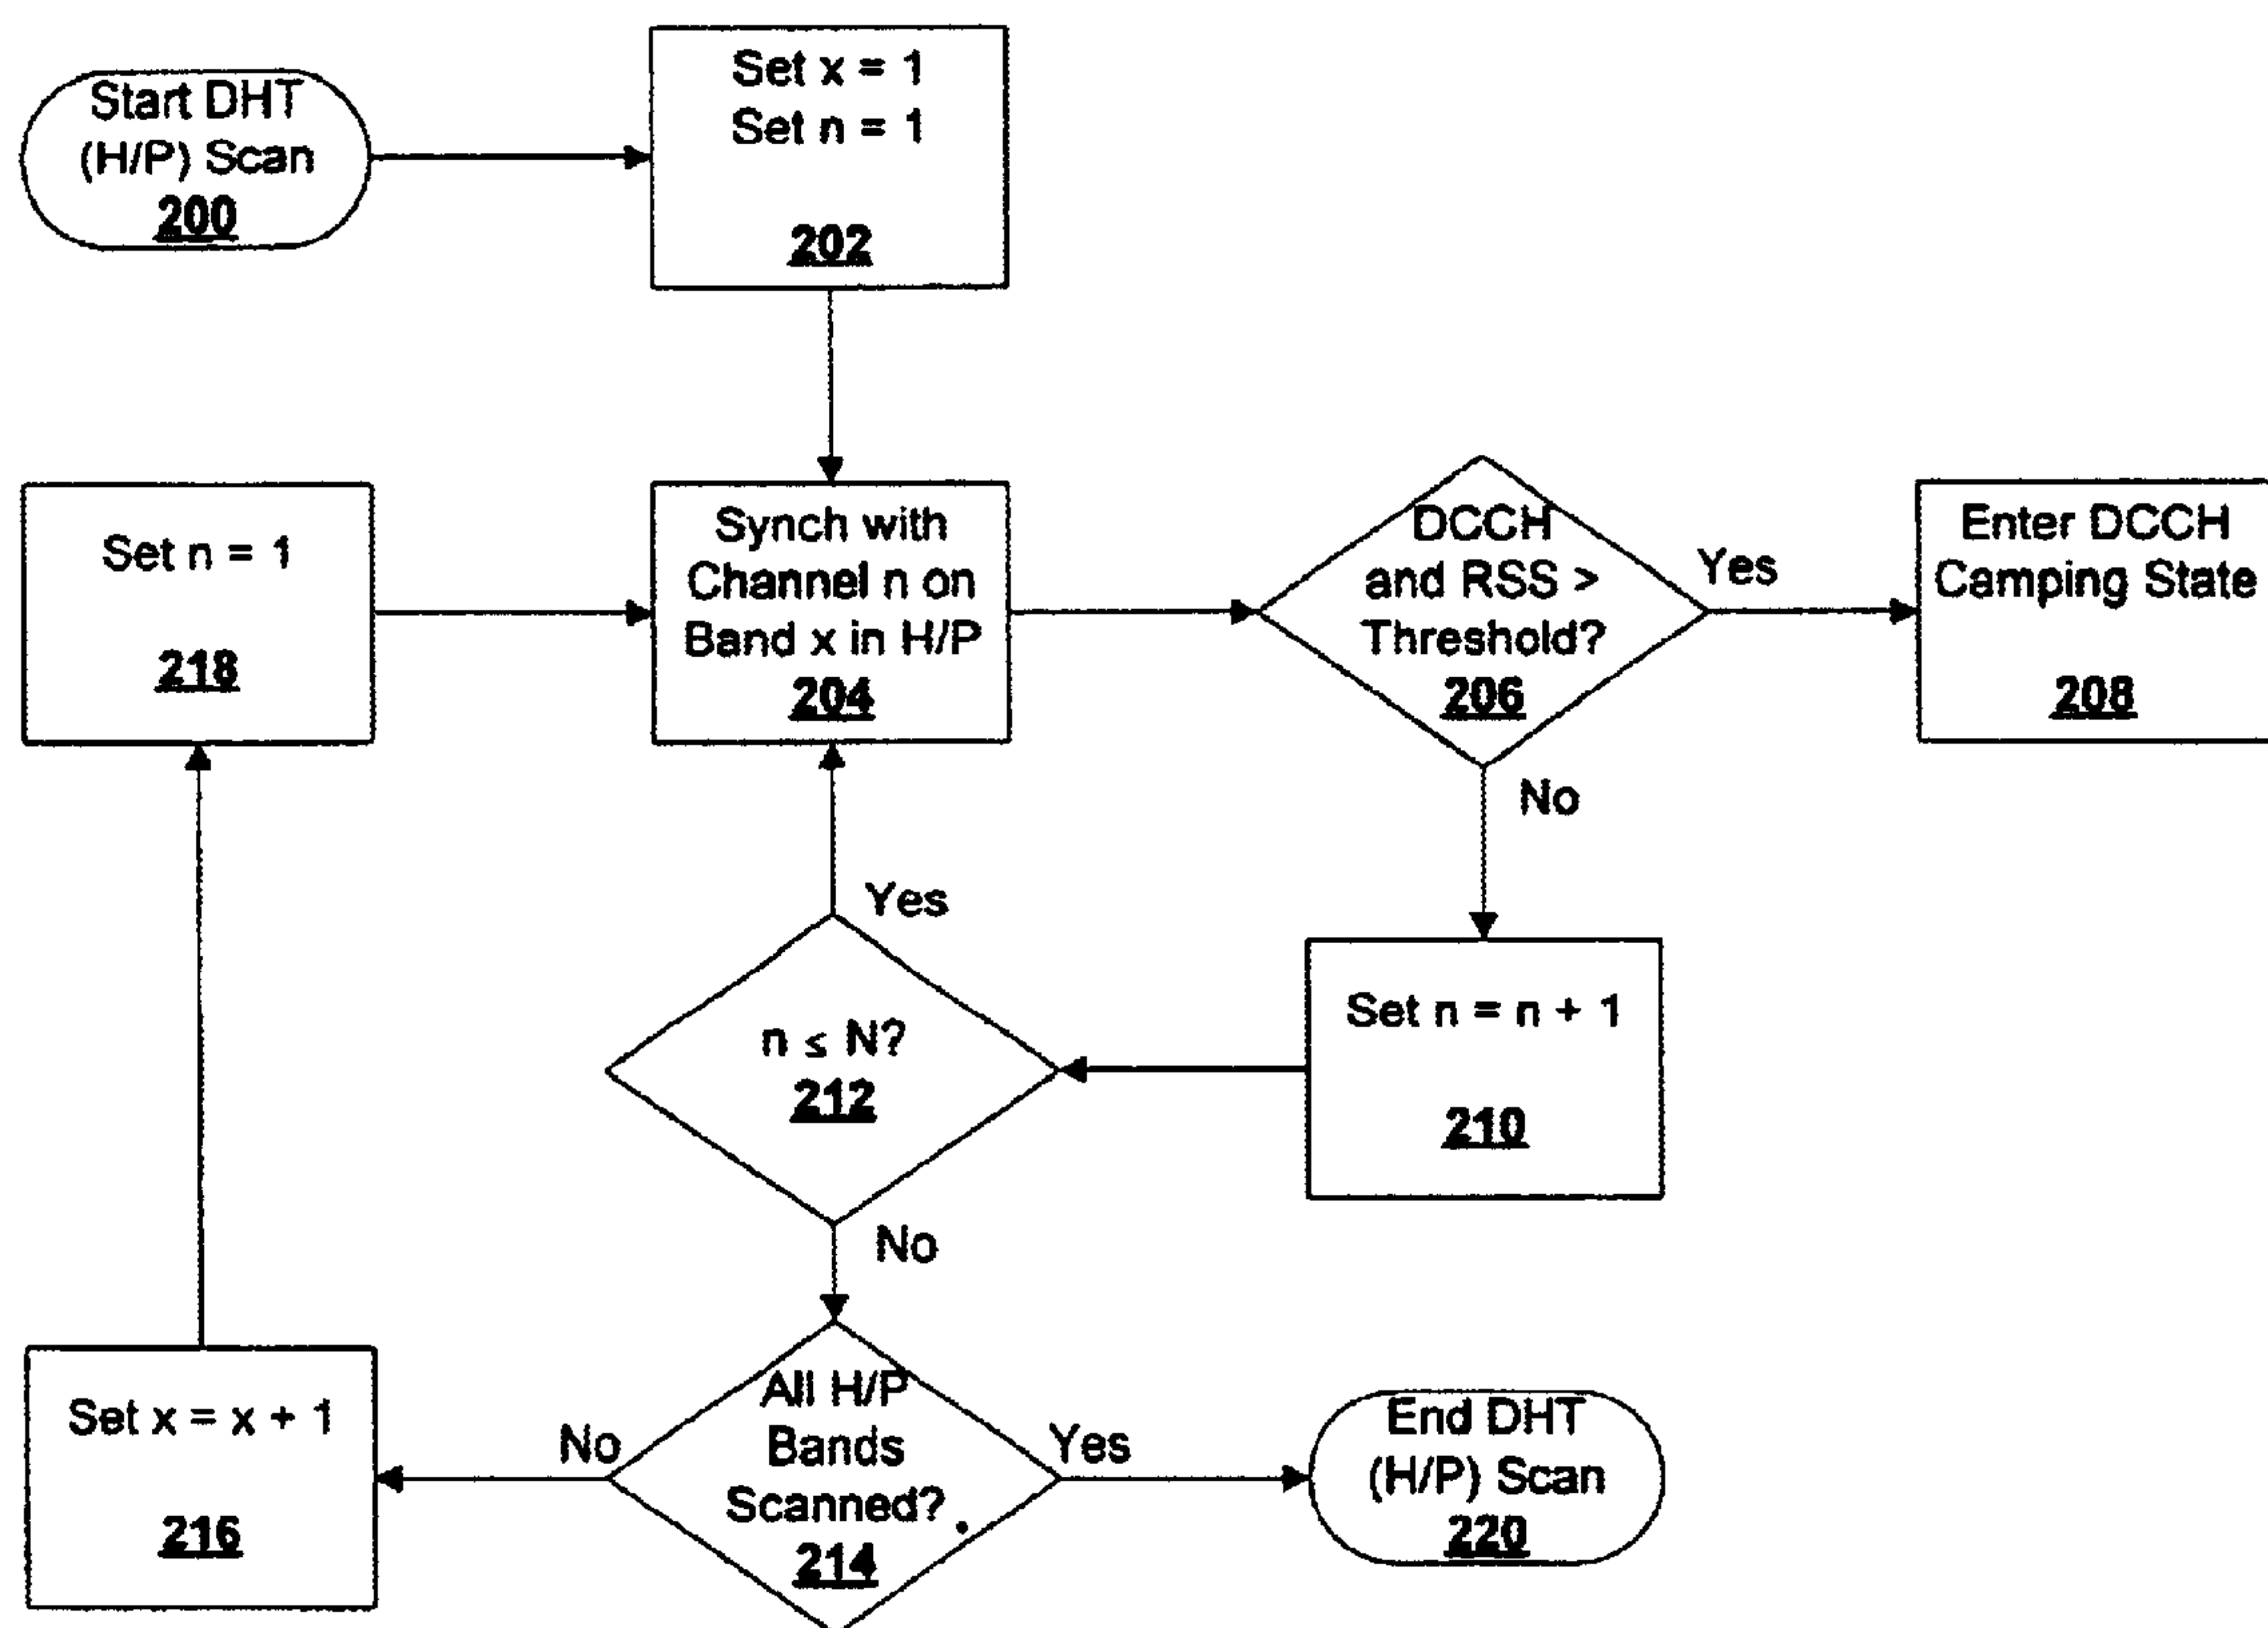 Start DHT
(H/P) Scan
200
Set x = 1
Set n = 1
202
Set n = 1
218
Synch with
Channel n on
Band x in H/P
204
DCCH
and RSS >
Threshold?
206
Yes
Enter DCCH
Camping State
208
No
Set n = n + 1
210
Yes
n ≤ N?
212
No
Set x = x + 1
216
No
All H/P
Bands
Scanned?
214
Yes
End DHT
(H/P) Scan
220